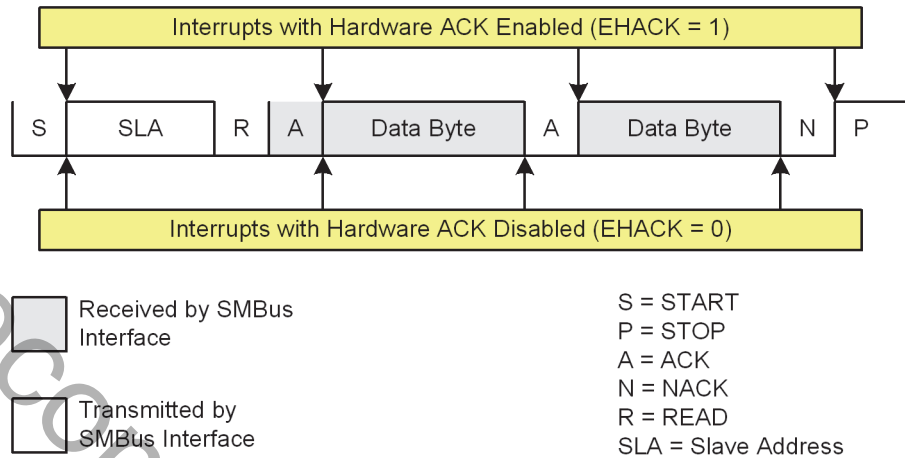 Interrupts with Hardware ACK Enabled (EHACK = 1)
S SLA R A Data Byte A Data Byte N P
Interrupts with Hardware ACK Disabled (EHACK = 0)
Received by SMBus
Interface
Transmitted by
SMBus Interface
S = START
P = STOP
A = ACK
N = NACK
R = READ
SLA = Slave Address